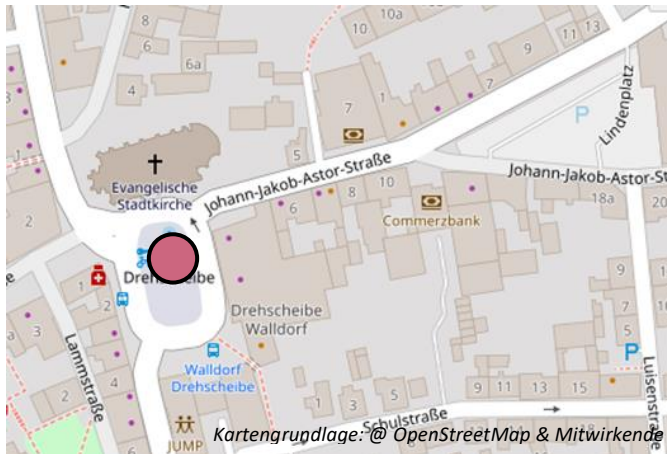 8
10
10a
12
9
11
13
6
6a
7
4
7
1
5
P
Lindenplatz
Evangelische
Stadtkirche
Johann-Jakob-Astor-Straße
Johann-Jakob-Astor-St
2
6
8
10
Commerzbank
18a
20
Drehscheibe
1
2
3
a
4
2
Lammstraße
Drehscheibe
Walldorf
Walldorf
Drehscheibe
9
7
5
P
Luisenstraße
1
3
5
9
11
13
15
Schulstraße
JUMP
Kartengrundlage: @ OpenStreetMap & Mitwirkende